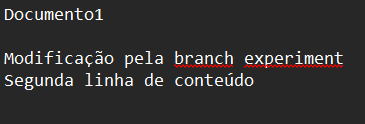 Documento1
Modificação pela branch experiment
Segunda linha de conteúdo